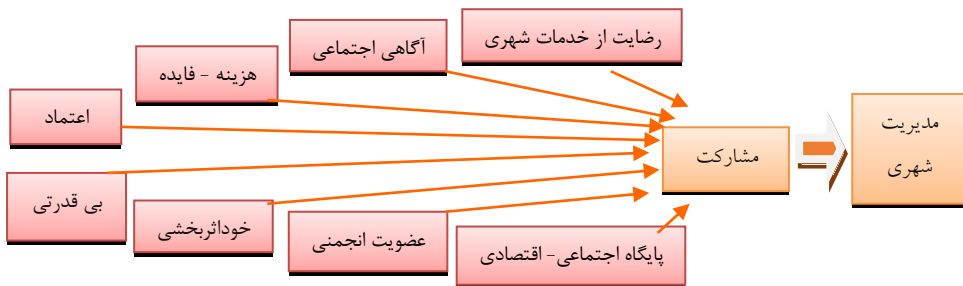 رضایت از خدمات شهری
آگاهی اجتماعی
هزینه - فایده
اعتماد
بی قدرتی
خوداثربخشی
عضویت انجمنی
پایگاه اجتماعی- اقتصادی
مشارکت
مدیریت
شهری